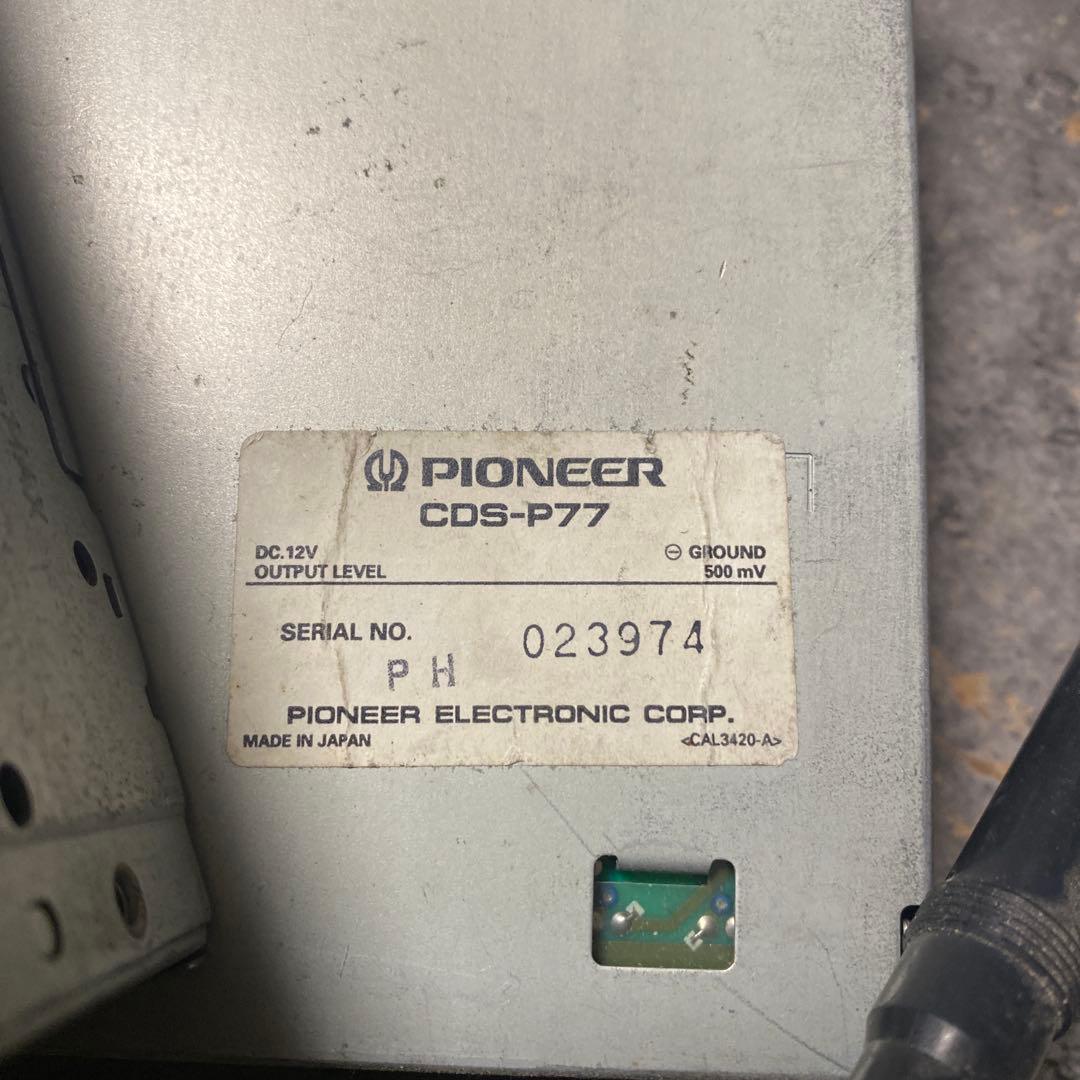 PIONEER
CDS-P77
DC.12V ⊖ GROUND
OUTPUT LEVEL 500 mV
SERIAL NO. 023974
PH
PIONEER ELECTRONIC CORP.
MADE IN JAPAN <CAL3420-A>